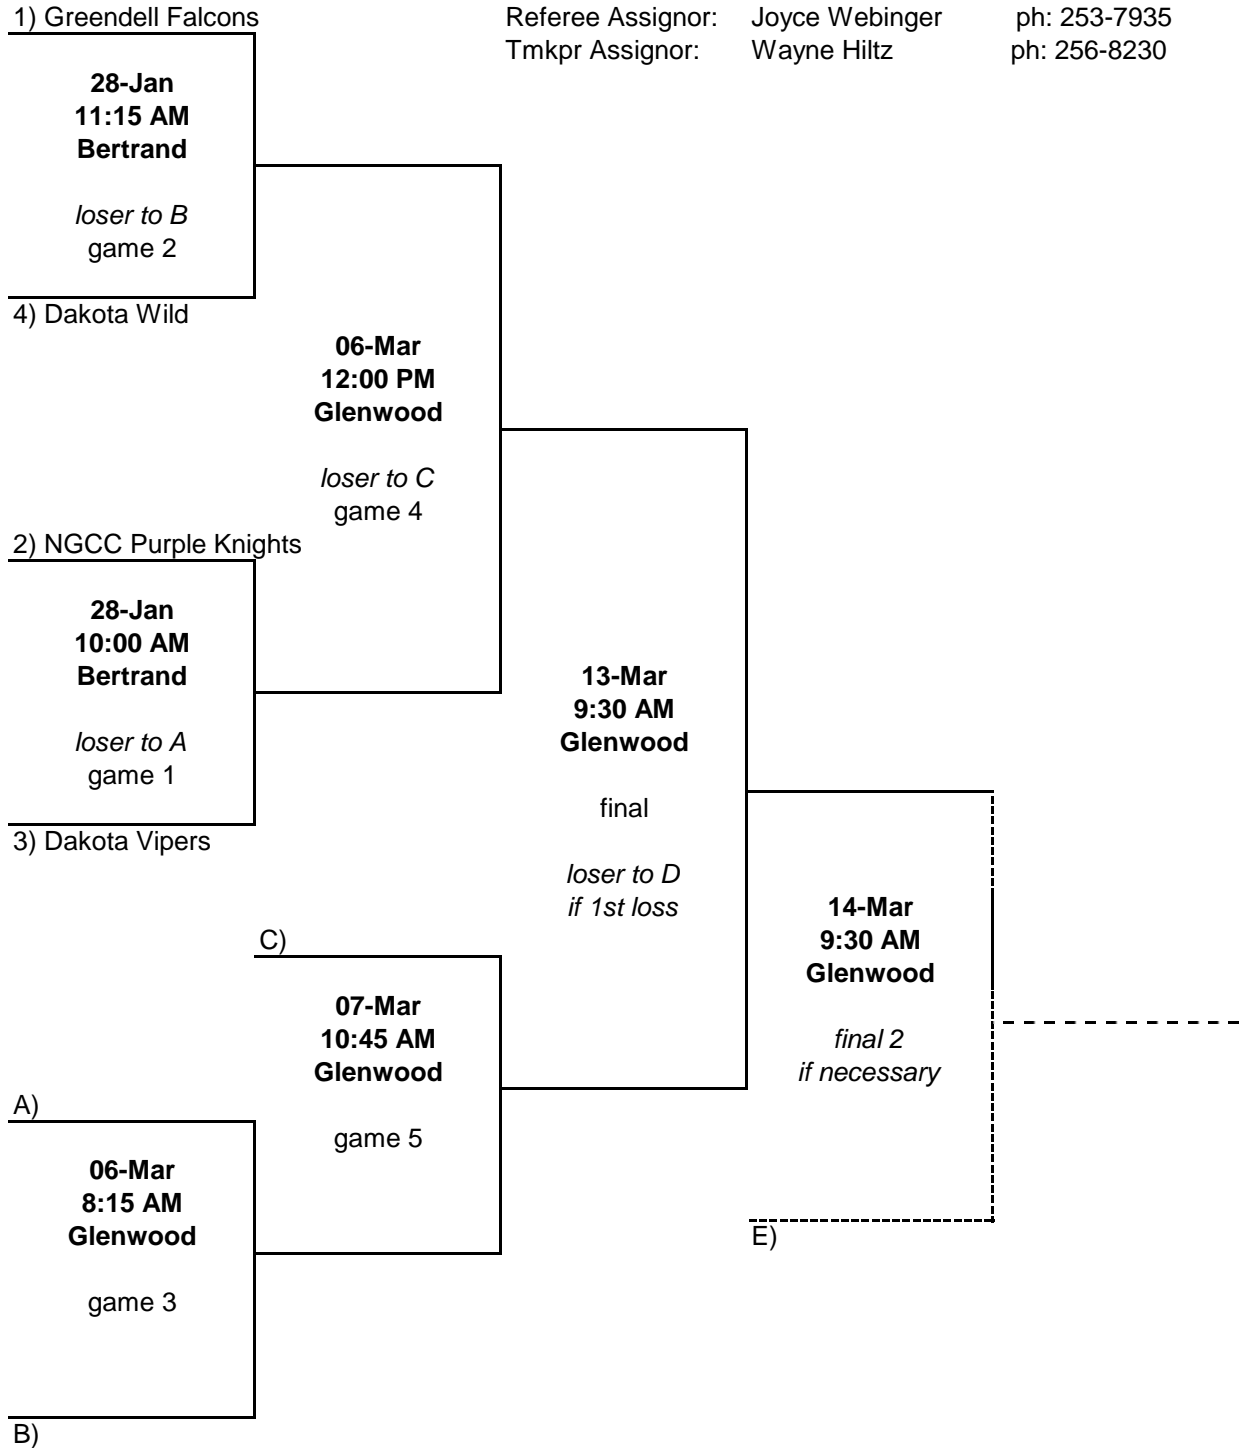 1) Greendell Falcons
Referee Assignor: Joyce Webinger ph: 253-7935
Tmkpr Assignor: Wayne Hiltz ph: 256-8230
28-Jan
11:15 AM
Bertrand
loser to B
game 2
4) Dakota Wild
06-Mar
12:00 PM
Glenwood
loser to C
game 4
2) NGCC Purple Knights
28-Jan
10:00 AM
Bertrand
loser to A
game 1
3) Dakota Vipers
13-Mar
9:30 AM
Glenwood
final
loser to D
if 1st loss
14-Mar
9:30 AM
Glenwood
final 2
if necessary
E)
C)
07-Mar
10:45 AM
Glenwood
game 5
A)
06-Mar
8:15 AM
Glenwood
game 3
B)